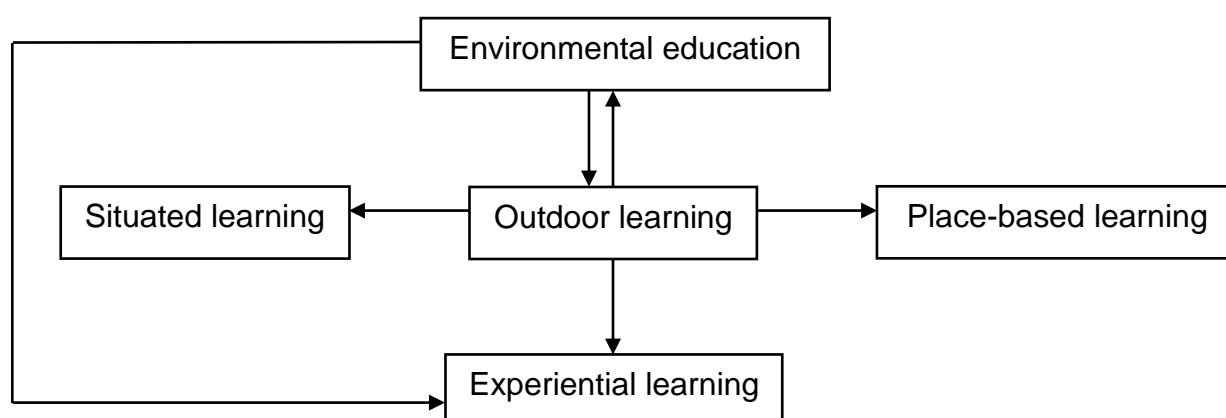 Environmental education
Situated learning
Outdoor learning
Place-based learning
Experiential learning